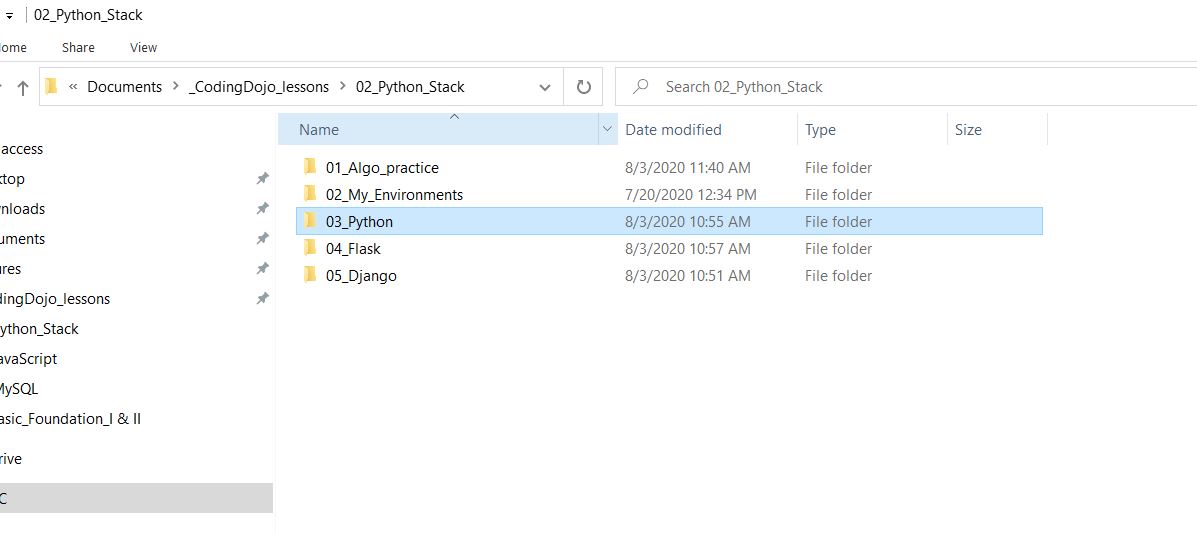 02_Python_Stack
ome Share View
« Documents > _CodingDojo_lessons > 02_Python_Stack Search 02_Python_Stack
Name Date modified Type Size
access
ktop
nloads
uments
ures
dingDojo_lessons
ython_Stack
avaScript
MySQL
asic_Foundation_I & II
rive
C
01_Algo_practice 8/3/2020 11:40 AM File folder
02_My_Environments 7/20/2020 12:34 PM File folder
03_Python 8/3/2020 10:55 AM File folder
04_Flask 8/3/2020 10:57 AM File folder
05_Django 8/3/2020 10:51 AM File folder